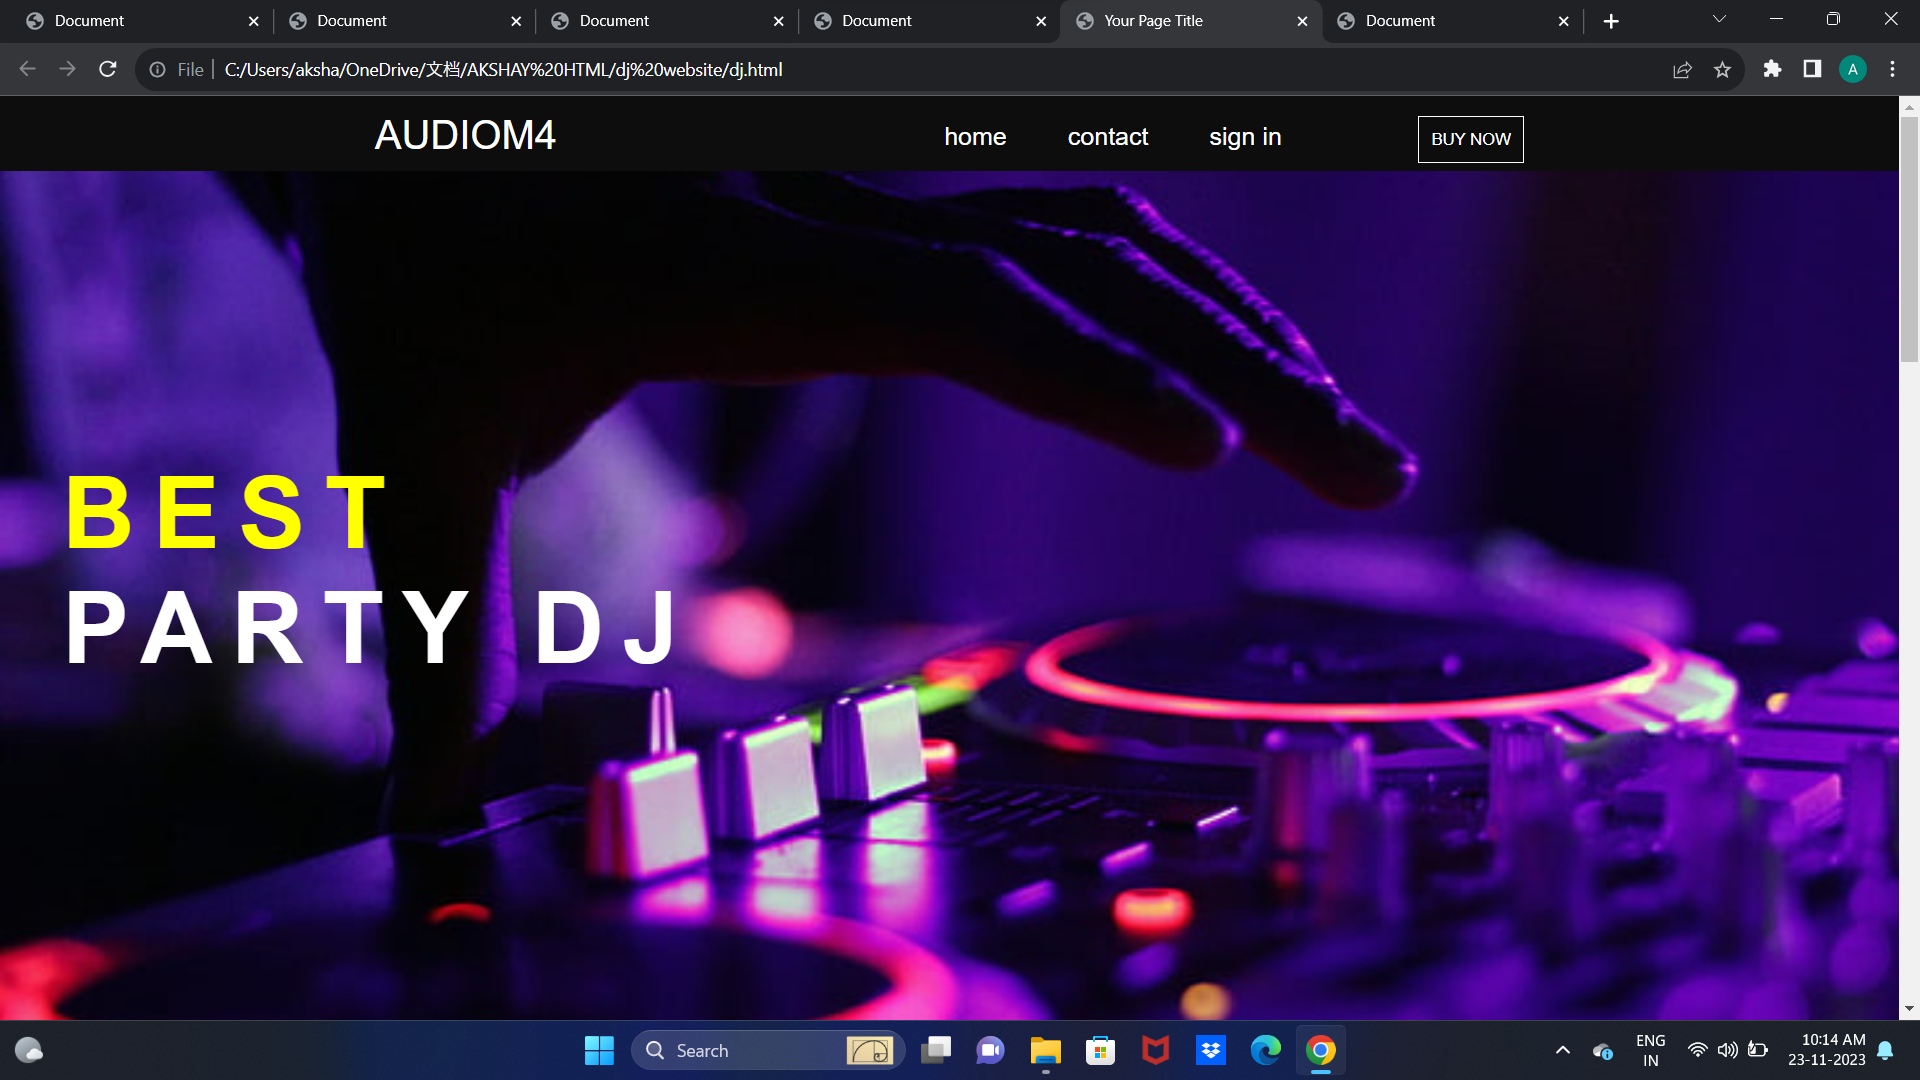 Document
Document
Document
Document
Your Page Title
Document
File
C:/Users/aksha/OneDrive/文档/AKSHAY%20HTML/dj%20website/dj.html
A
AUDIOM4
home
contact
sign in
BUY NOW
BEST
PARTY DJ
Search
ENG
IN
10:14 AM
23-11-2023